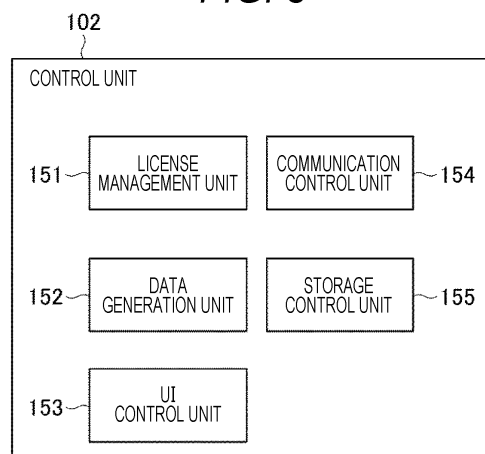 102
CONTROL UNIT
151
LICENSE
MANAGEMENT UNIT
COMMUNICATION
CONTROL UNIT
154
152
DATA
GENERATION UNIT
STORAGE
CONTROL UNIT
155
153
UI
CONTROL UNIT